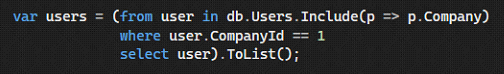 var users = (from user in db.Users.Include(p => p.Company)
where user.CompanyId == 1
select user).ToList();